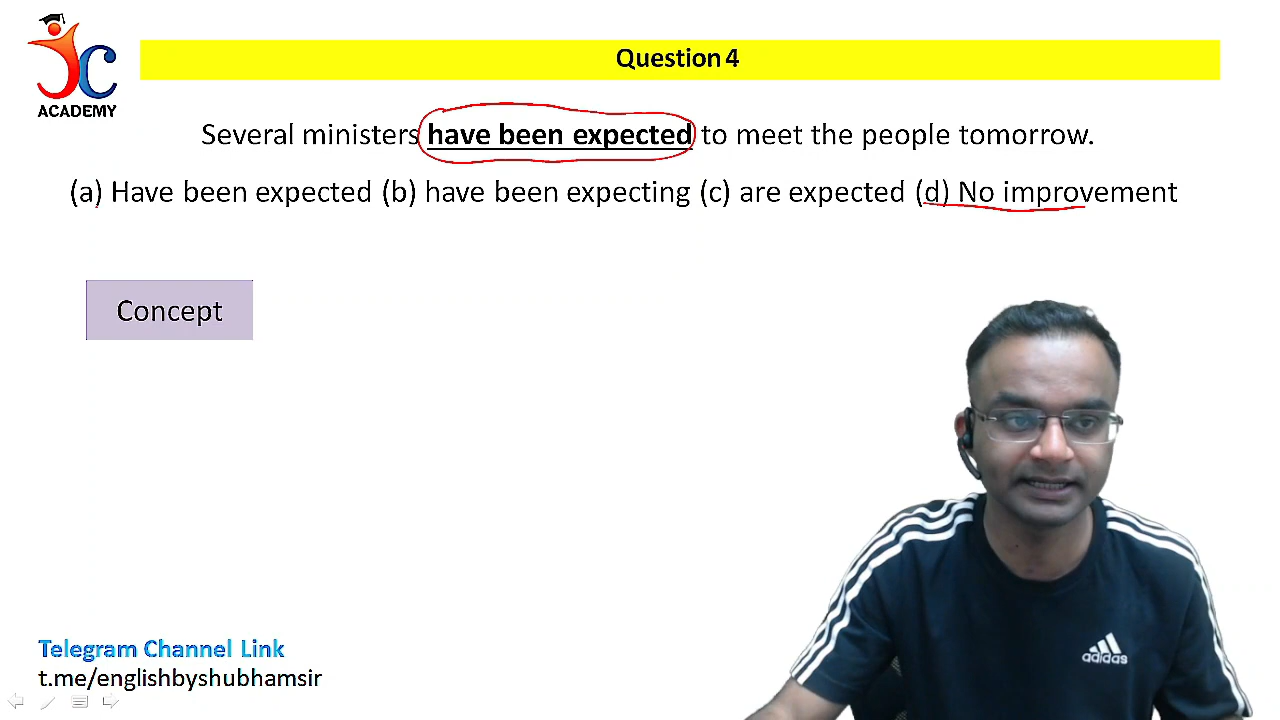 JC
ACADEMY
Question 4
Several ministers have been expected to meet the people tomorrow.
(a) Have been expected (b) have been expecting (c) are expected (d) No improvement
Concept
adidas
Telegram Channel Link
t.me/englishbyshubhamsir